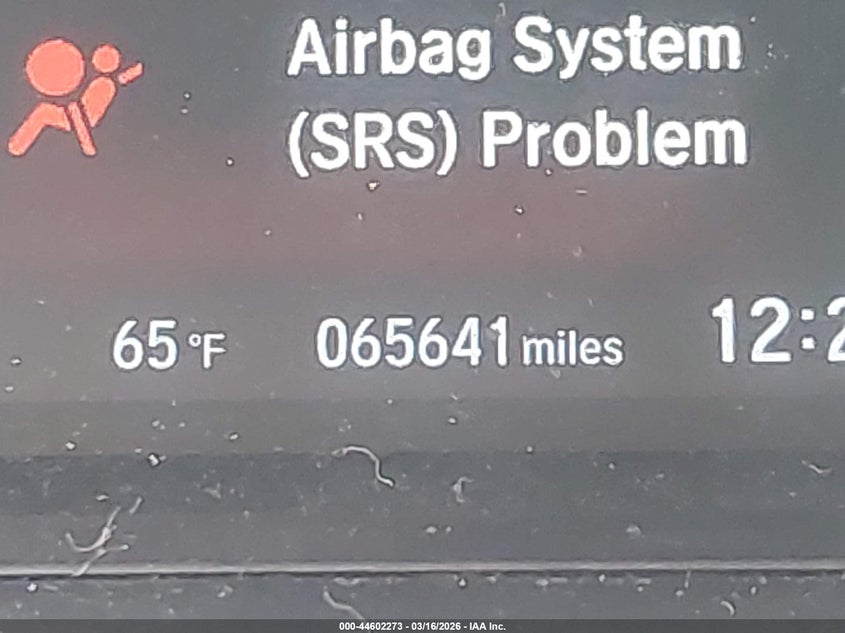 Airbag System
(SRS) Problem
65 °F 065641 miles 12:2
000-44602273 - 03/16/2026 - IAA Inc.